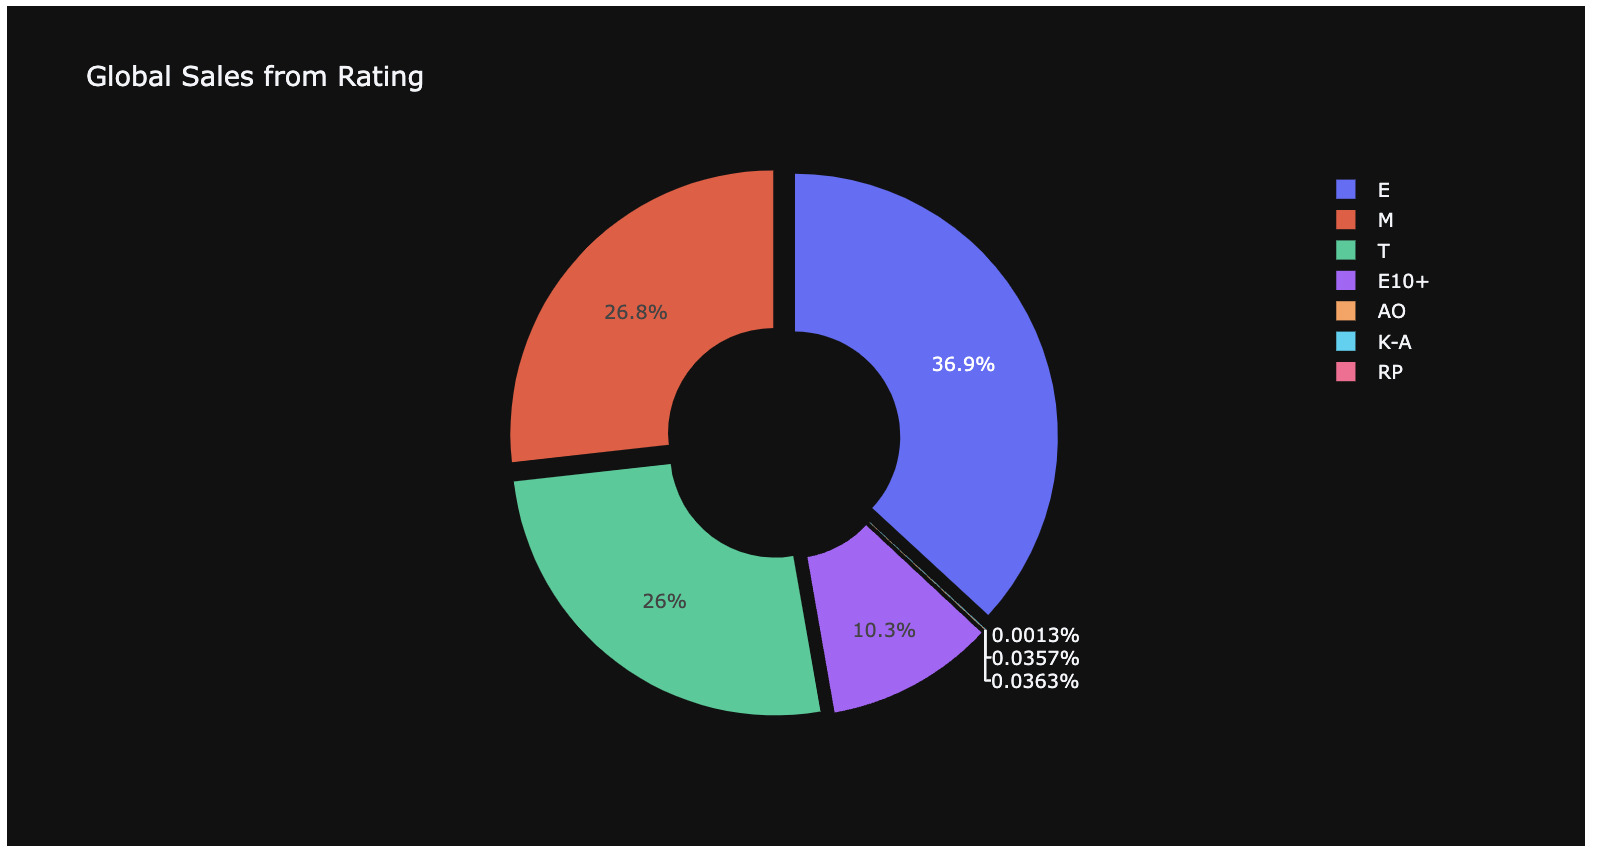 Global Sales from Rating
E
M
T
E10+
AO
K-A
RP
26.8%
36.9%
26%
10.3%
0.0013%
0.0357%
0.0363%